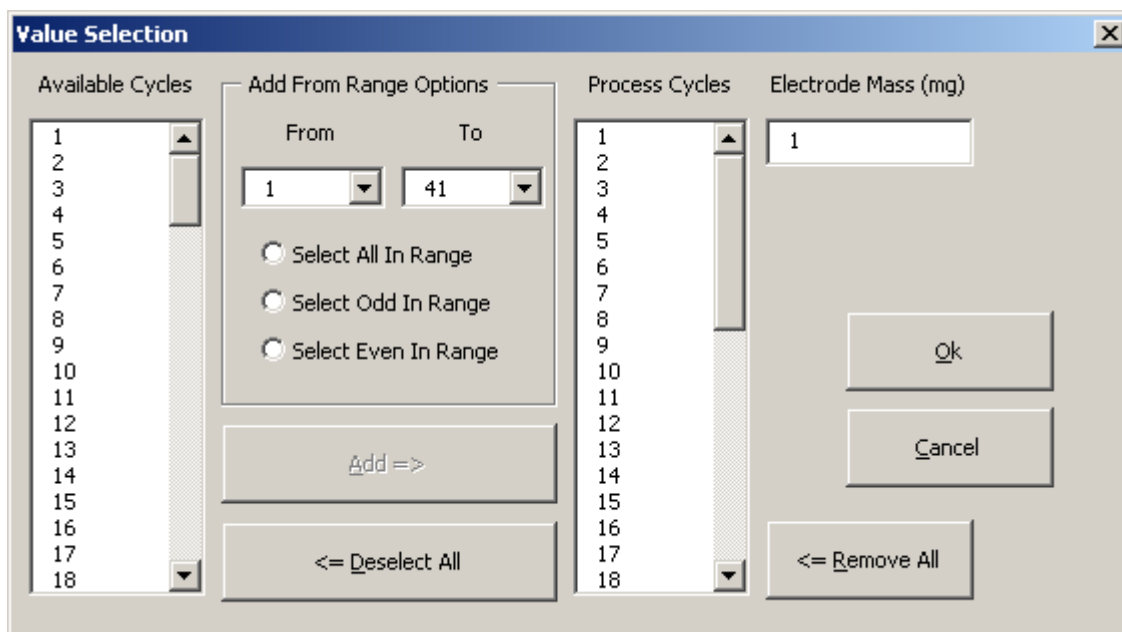 Value Selection
Available Cycles
1
2
3
4
5
6
7
8
9
10
11
12
13
14
15
16
17
18
Add From Range Options
From To
1 41
Select All In Range
Select Odd In Range
Select Even In Range
Add =>
<= Deselect All
Process Cycles
1
2
3
4
5
6
7
8
9
10
11
12
13
14
15
16
17
18
Electrode Mass (mg)
1
Ok
Cancel
<= Remove All